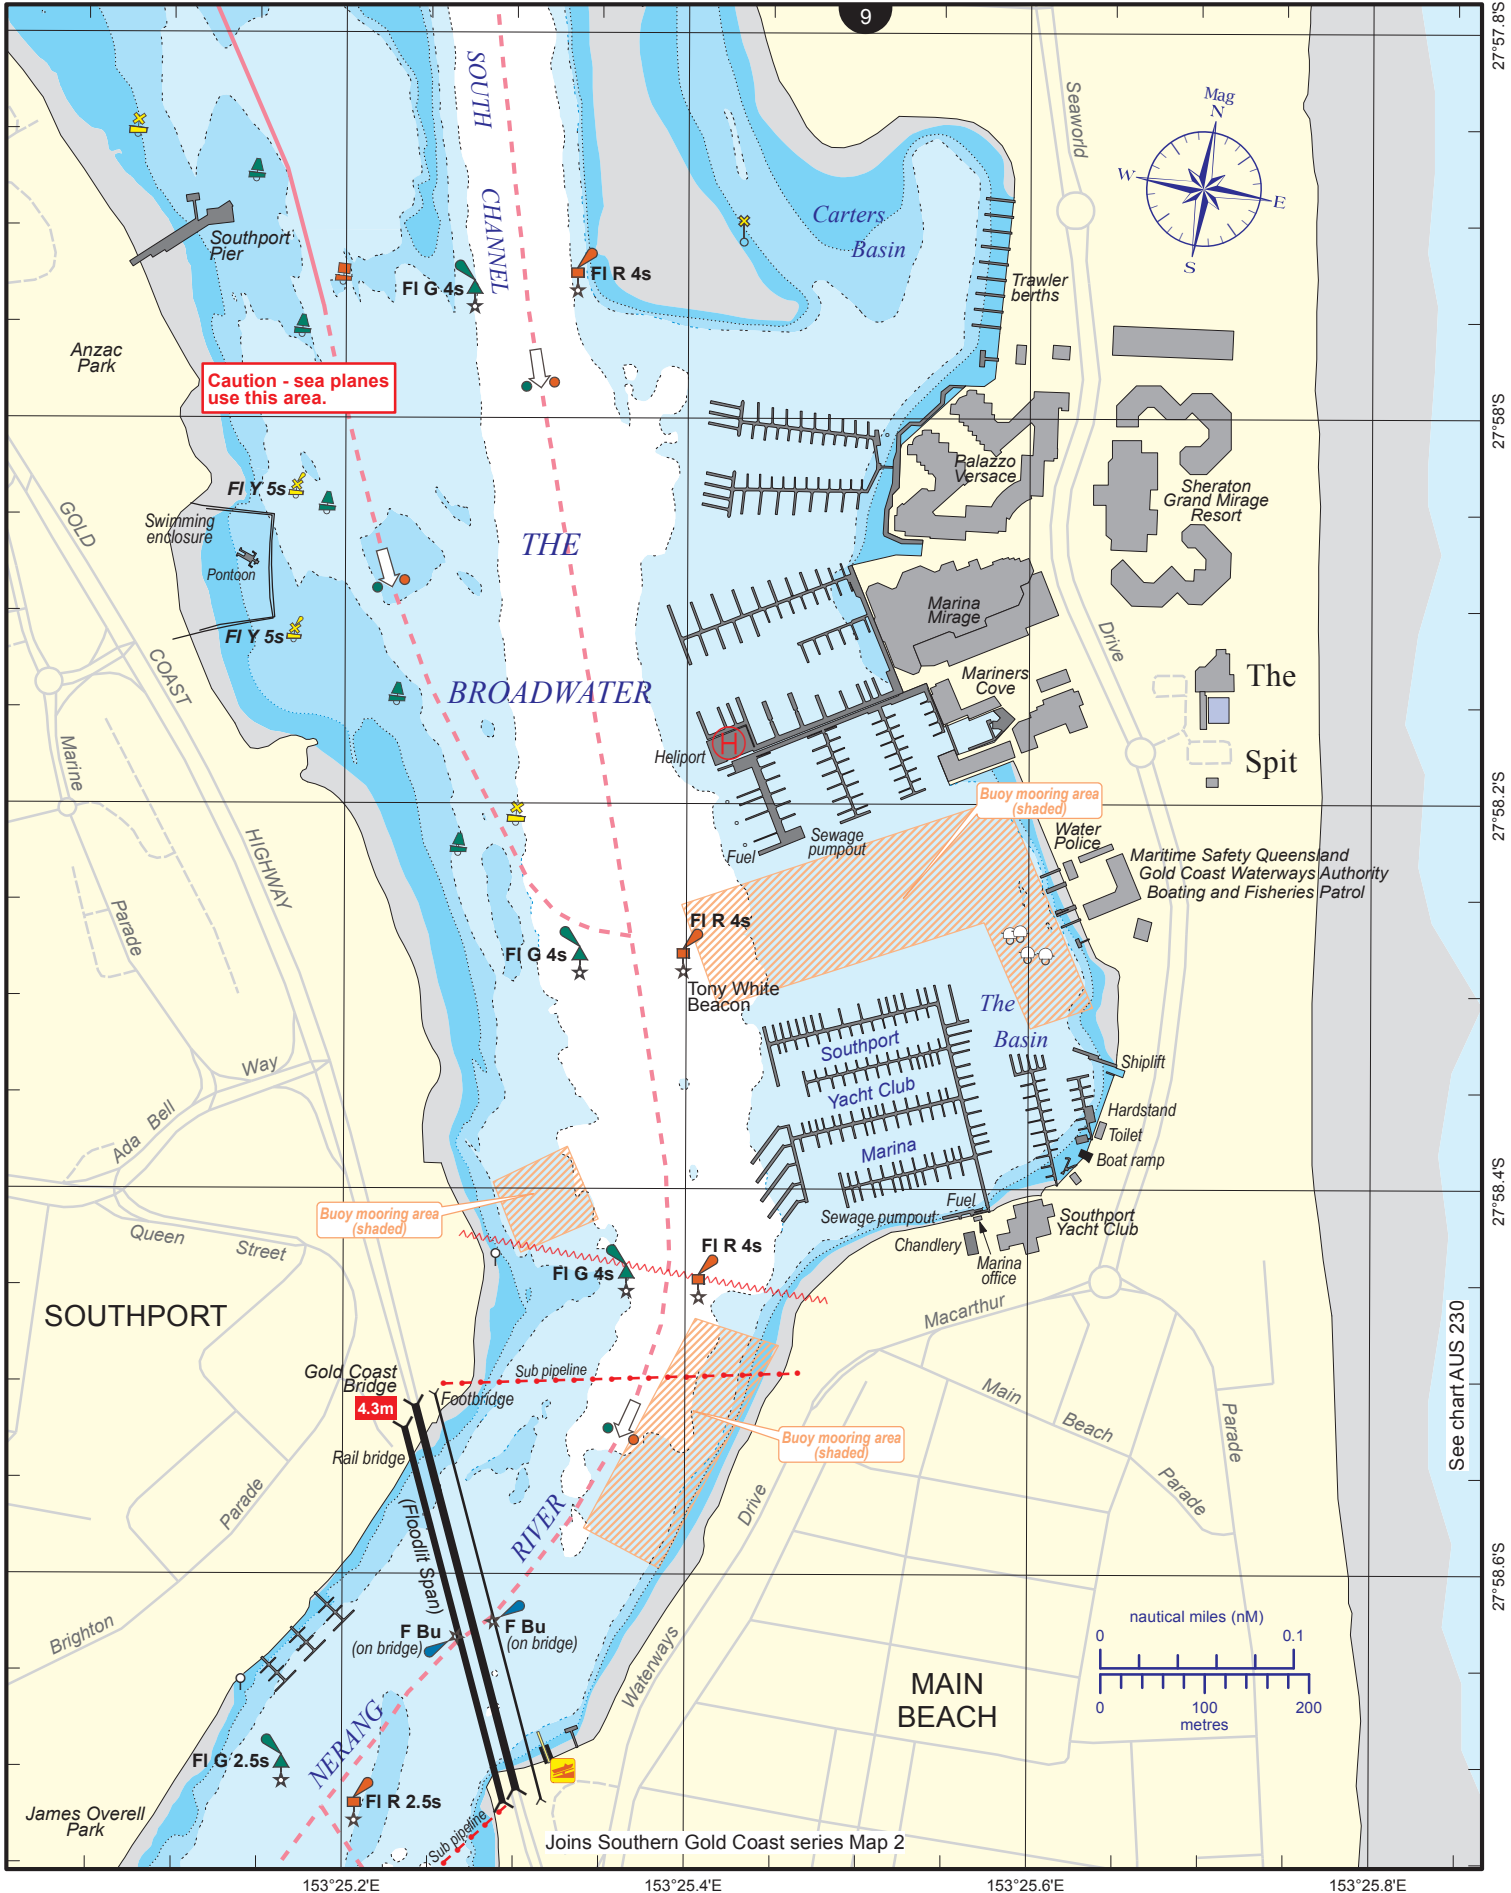 9
27°57.8'S
SOUTH
CHANNEL
Seaworld
Mag
N
W
E
S
Carters
Basin
Southport
Pier
Fl G 4s
Fl R 4s
Trawler
berths
Anzac
Park
Caution - sea planes
use this area.
27°58'S
Palazzo
Versace
Sheraton
Grand Mirage
Resort
Fl Y 5s
Swimming
enclosure
Pontoon
GOLD
THE
Fl Y 5s
Marina
Mirage
Drive
COAST
BROADWATER
Mariners
Cove
The
Marine
Heliport
H
Spit
Buoy mooring area
(shaded)
27°58.2'S
Sewage
pumpout
Fuel
Water
Police
Maritime Safety Queensland
Gold Coast Waterways Authority
Boating and Fisheries Patrol
HIGHWAY
Parade
Fl R 4s
Fl G 4s
Tony White
Beacon
The
Basin
Southport
Yacht Club
Marina
Shiplift
Way
Ada Bell
Hardstand
Toilet
Boat ramp
27°58.4'S
Buoy mooring area
(shaded)
Queen
Street
Fuel
Sewage pumpout
Southport
Yacht Club
Chandlery
Marina
office
Fl R 4s
Fl G 4s
SOUTHPORT
Macarthur
See chart AUS 230
Gold Coast
Bridge
4.3m
Sub pipeline
Footbridge
Main
Beach
Parade
Parade
Buoy mooring area
(shaded)
Rail bridge
(Floodlit Span)
Parade
Drive
RIVER
27°58.6'S
Brighton
F Bu
(on bridge)
F Bu
(on bridge)
nautical miles (nM)
0
0.1
0
100
200
metres
Waterways
MAIN
BEACH
NERANG
Fl G 2.5s
Fl R 2.5s
James Overell
Park
Sub pipeline
Joins Southern Gold Coast series Map 2
153°25.2'E
153°25.4'E
153°25.6'E
153°25.8'E